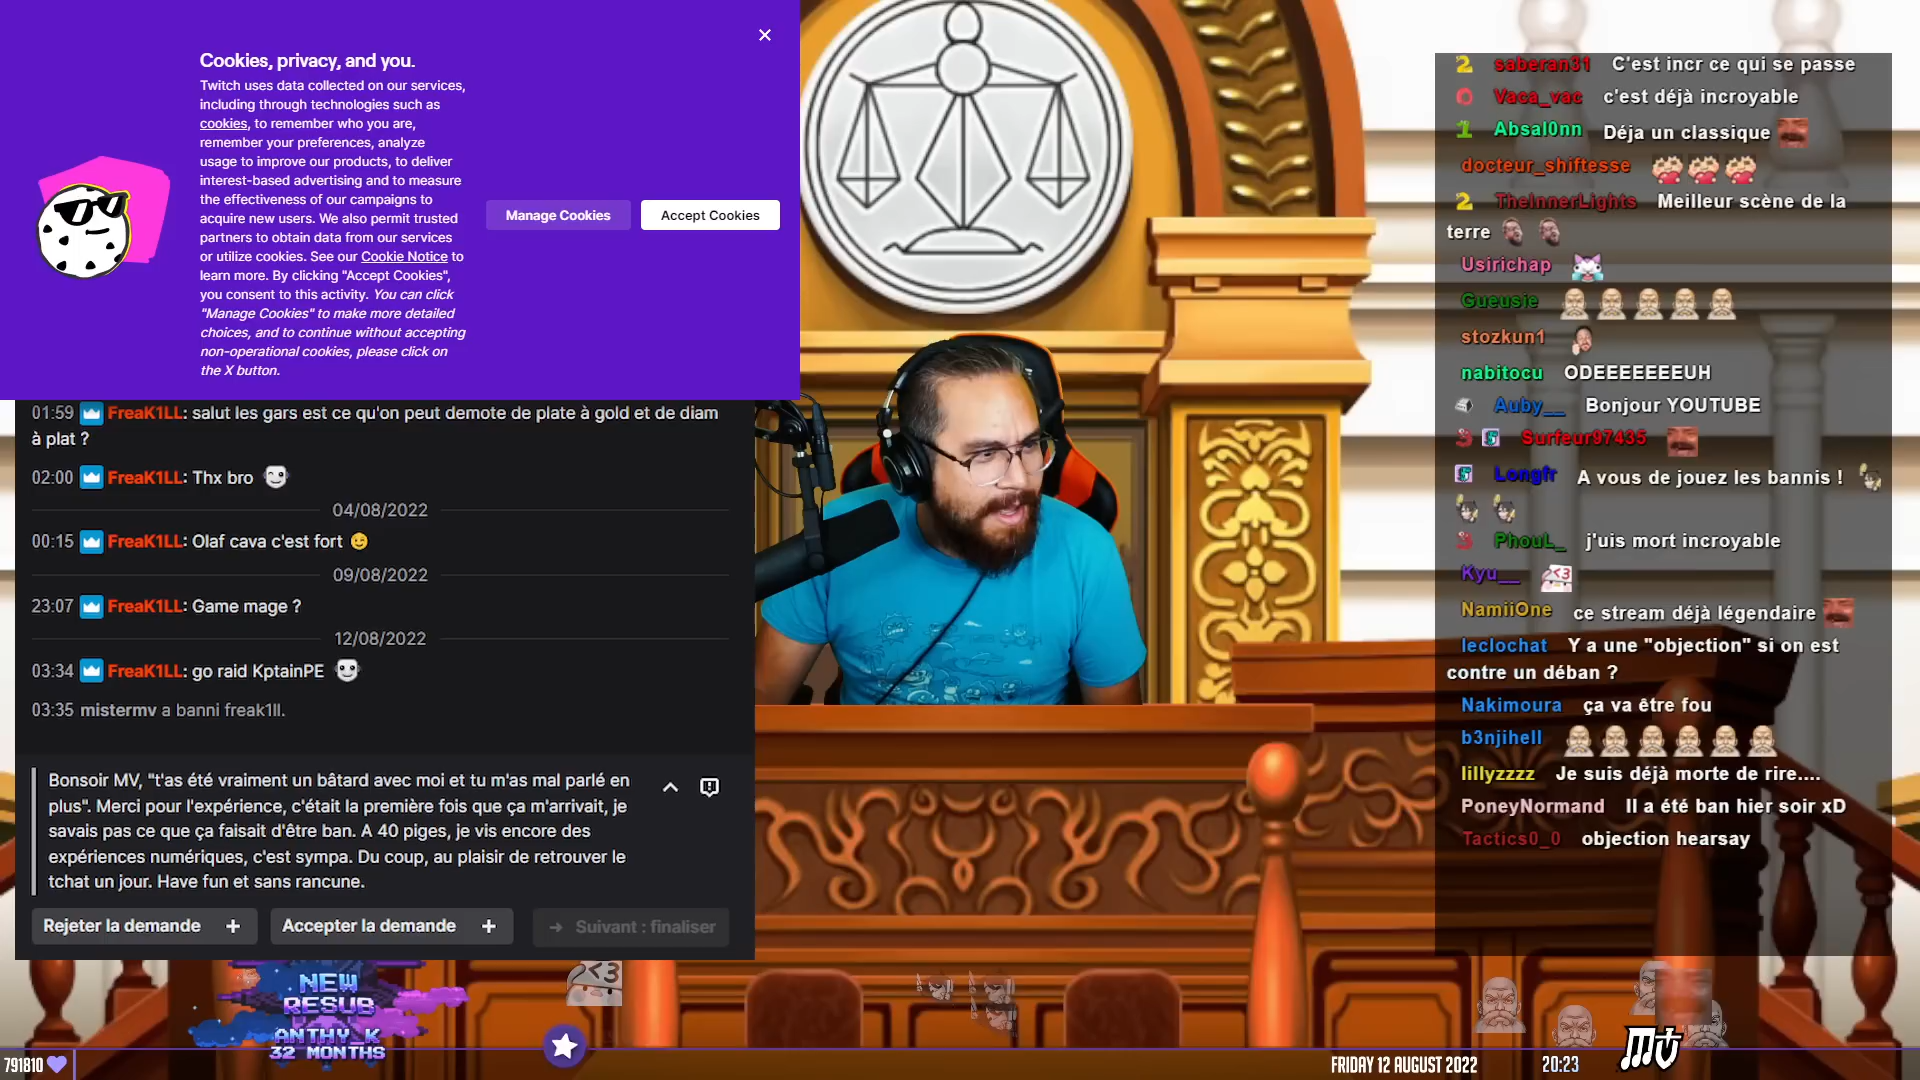 Cookies, privacy, and you.
Twitch uses data collected on our services,
including through technologies such as
cookies, to remember who you are,
remember your preferences, analyze
usage to improve our products, to deliver
interest-based advertising and to measure
the effectiveness of our campaigns to
acquire new users. We also permit trusted
partners to obtain data from our services
or utilize cookies. See our Cookie Notice to
learn more. By clicking "Accept Cookies",
you consent to this activity. You can click
"Manage Cookies" to make more detailed
choices, and to continue without accepting
non-operational cookies, please click on
the X button.
Manage Cookies
Accept Cookies
01:59 FreaK1LL: salut les gars est ce qu'on peut demote de plate à gold et de diam
à plat ?
02:00 FreaK1LL: Thx bro
04/08/2022
00:15 FreaK1LL: Olaf cava c'est fort 😉
09/08/2022
23:07 FreaK1LL: Game mage ?
12/08/2022
03:34 FreaK1LL: go raid KptainPE
03:35 mistermv a banni freak1ll.
Bonsoir MV, "t'as été vraiment un bâtard avec moi et tu m'as mal parlé en
plus". Merci pour l'expérience, c'était la première fois que ça m'arrivait, je
savais pas ce que ça faisait d'être ban. A 40 piges, je vis encore des
expériences numériques, c'est sympa. Du coup, au plaisir de retrouver le
tchat un jour. Have fun et sans rancune.
Rejeter la demande +
Accepter la demande +
→ Suivant : finaliser
saberan31 C'est incr ce qui se passe
Vaca_vac c'est déjà incroyable
Absal0nn Déja un classique
docteur_shiftesse
TheInnerLights Meilleur scène de la
terre
Usirichap
Gueusie
stozkun1
nabitocu ODEEEEEEEUH
Auby__ Bonjour YOUTUBE
Surfeur97435
Longfr A vous de jouez les bannis !
PhouL_ j'uis mort incroyable
Kyu__ <3
NamiiOne ce stream déjà légendaire
leclochat Y a une "objection" si on est
contre un déban ?
Nakimoura ça va être fou
b3njihell
lillyzzzz Je suis déjà morte de rire....
PoneyNormand Il a été ban hier soir xD
Tactics0_0 objection hearsay
<3
NEW
RESUB
ANTHY_K
32 MONTHS
791810
FRIDAY 12 AUGUST 2022
20:23
MV